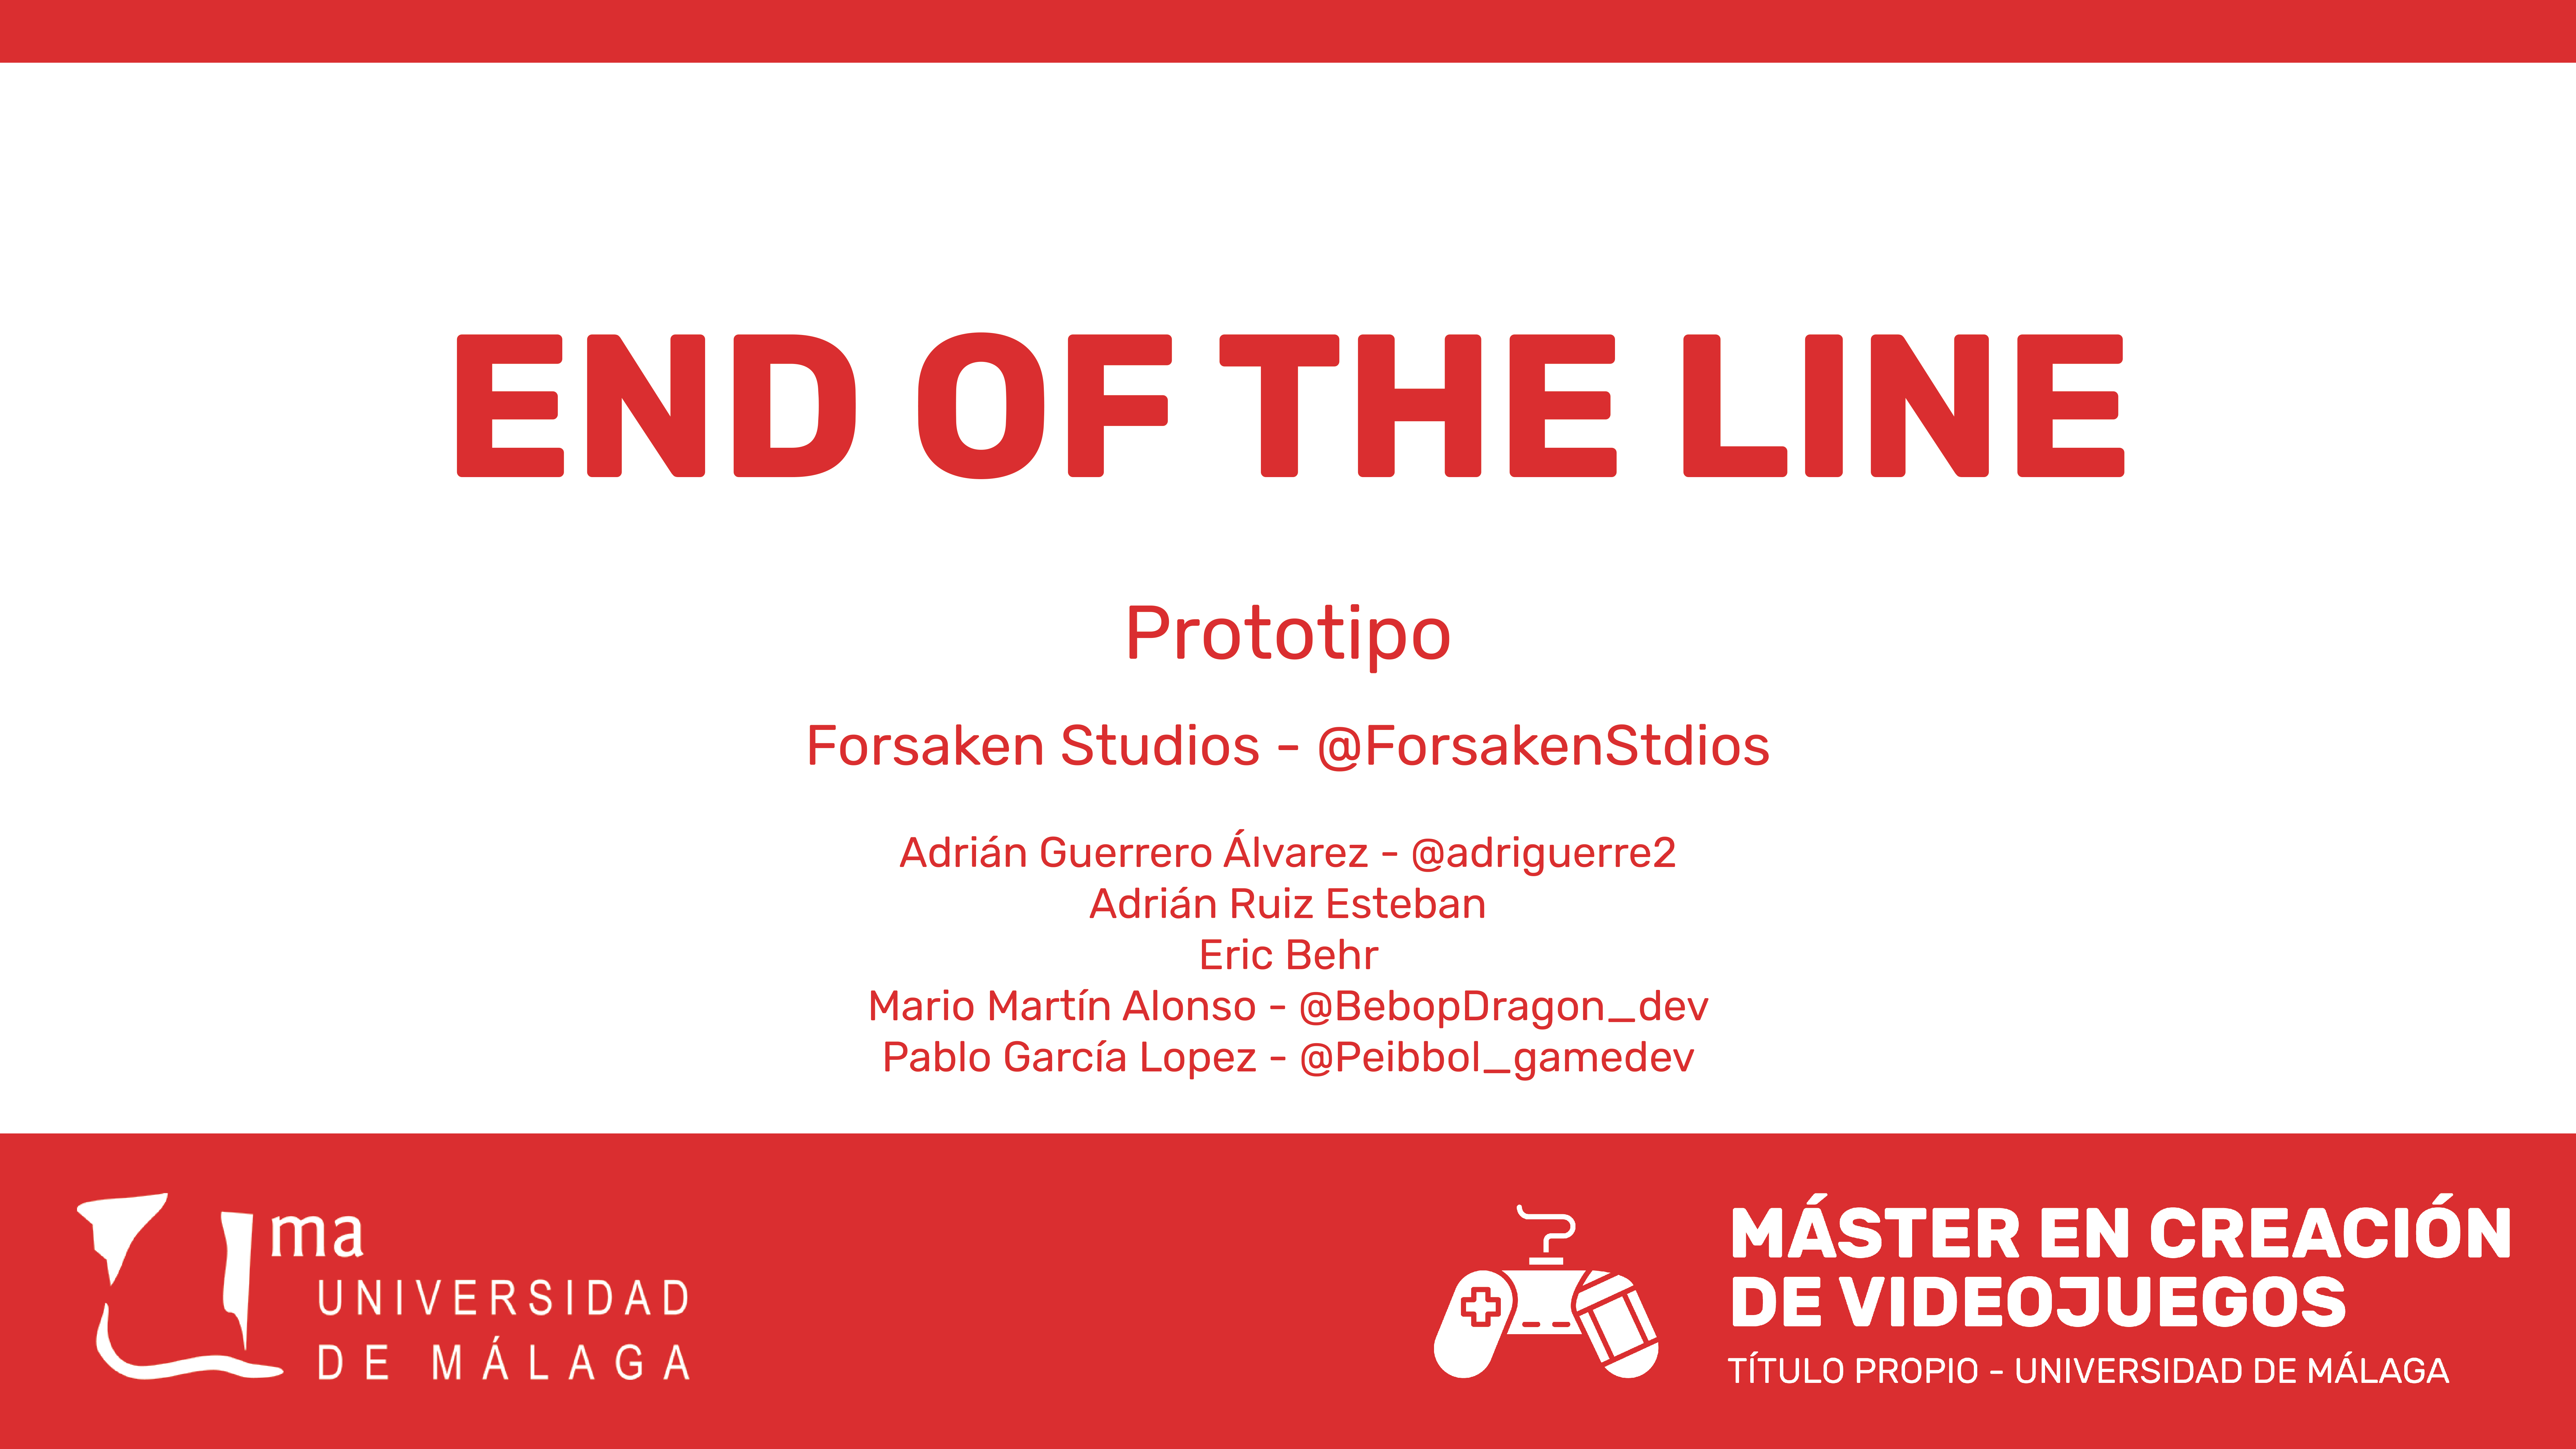 END OF THE LINE
Prototipo
Forsaken Studios - @ForsakenStdios
Adrián Guerrero Álvarez - @adriguerre2
Adrián Ruiz Esteban
Eric Behr
Mario Martín Alonso - @BebopDragon_dev
Pablo García Lopez - @Peibbol_gamedev
uma
UNIVERSIDAD
DE MÁLAGA
MÁSTER EN CREACIÓN
DE VIDEOJUEGOS
TÍTULO PROPIO - UNIVERSIDAD DE MÁLAGA